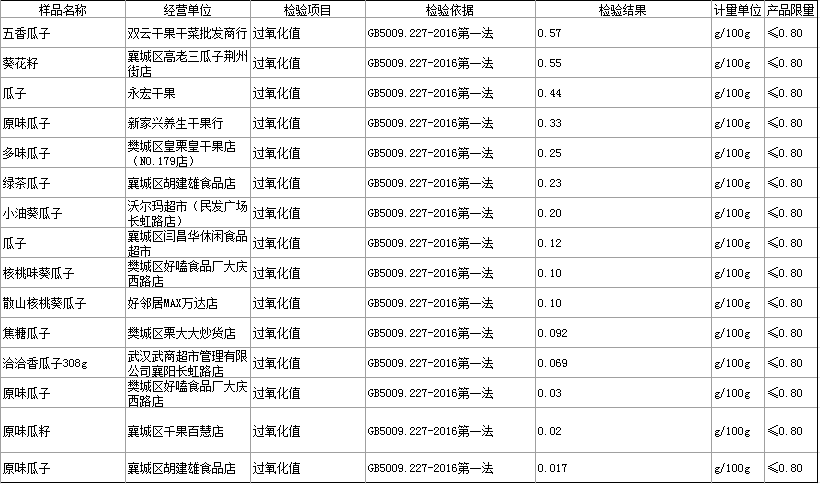 样品名称 经营单位 检验项目 检验依据 检验结果 计量单位 产品限量
五香瓜子 双云干果干菜批发商行 过氧化值 GB5009.227-2016第一法 0.57 g/100g ≤0.80
葵花籽 襄城区高老三瓜子荆州街店 过氧化值 GB5009.227-2016第一法 0.55 g/100g ≤0.80
瓜子 永宏干果 过氧化值 GB5009.227-2016第一法 0.44 g/100g ≤0.80
原味瓜子 新家兴养生干果行 过氧化值 GB5009.227-2016第一法 0.33 g/100g ≤0.80
多味瓜子 樊城区皇栗皇干果店（NO.179店） 过氧化值 GB5009.227-2016第一法 0.25 g/100g ≤0.80
绿茶瓜子 襄城区胡建雄食品店 过氧化值 GB5009.227-2016第一法 0.23 g/100g ≤0.80
小油葵瓜子 沃尔玛超市（民发广场长虹路店） 过氧化值 GB5009.227-2016第一法 0.20 g/100g ≤0.80
瓜子 襄城区闫昌华休闲食品超市 过氧化值 GB5009.227-2016第一法 0.12 g/100g ≤0.80
核桃味葵瓜子 樊城区好嗑食品厂大庆西路店 过氧化值 GB5009.227-2016第一法 0.10 g/100g ≤0.80
散山核桃葵瓜子 好邻居MAX万达店 过氧化值 GB5009.227-2016第一法 0.10 g/100g ≤0.80
焦糖瓜子 樊城区栗大大炒货店 过氧化值 GB5009.227-2016第一法 0.092 g/100g ≤0.80
洽洽香瓜子308g 武汉武商超市管理有限公司襄阳长虹路店 过氧化值 GB5009.227-2016第一法 0.069 g/100g ≤0.80
原味瓜子 樊城区好嗑食品厂大庆西路店 过氧化值 GB5009.227-2016第一法 0.03 g/100g ≤0.80
原味瓜籽 襄城区千果百慧店 过氧化值 GB5009.227-2016第一法 0.02 g/100g ≤0.80
原味瓜子 襄城区胡建雄食品店 过氧化值 GB5009.227-2016第一法 0.017 g/100g ≤0.80